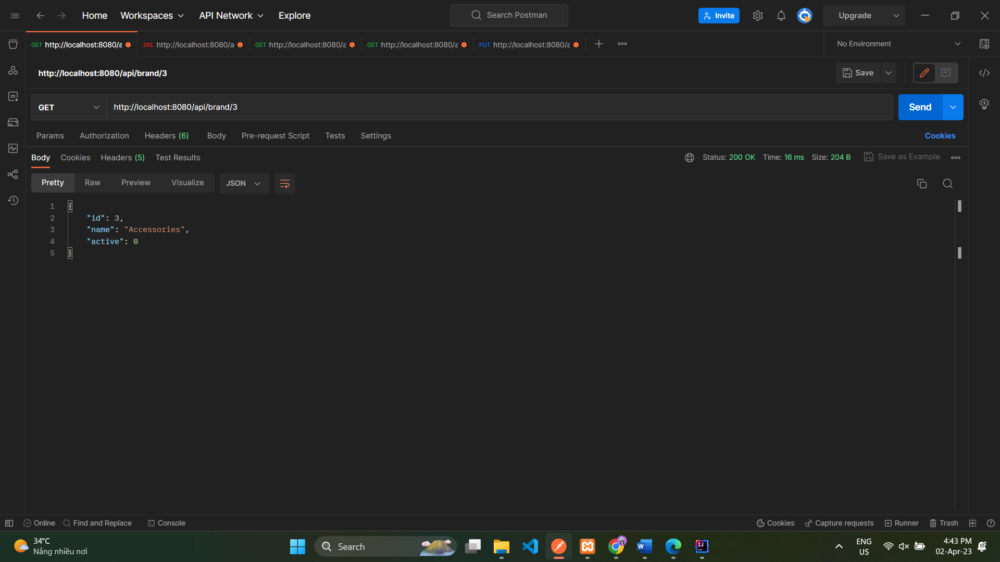 Home Workspaces API Network Explore Search Postman Invite Upgrade
GET http://localhost:8080/a DEL http://localhost:8080/a GET http://localhost:8080/a GET http://localhost:8080/a PUT http://localhost:8080/a No Environment
http://localhost:8080/api/brand/3 Save
GET http://localhost:8080/api/brand/3 Send
Params Authorization Headers (6) Body Pre-request Script Tests Settings Cookies
Body Cookies Headers (5) Test Results Status: 200 OK Time: 16 ms Size: 204 B Save as Example
Pretty Raw Preview Visualize JSON
1 {
2 "id": 3,
3 "name": "Accessories",
4 "active": 0
5 }
Online Find and Replace Console Cookies Capture requests Runner Trash
34°C
Nắng nhiều nơi
Search
ENG
US
4:43 PM
02-Apr-23